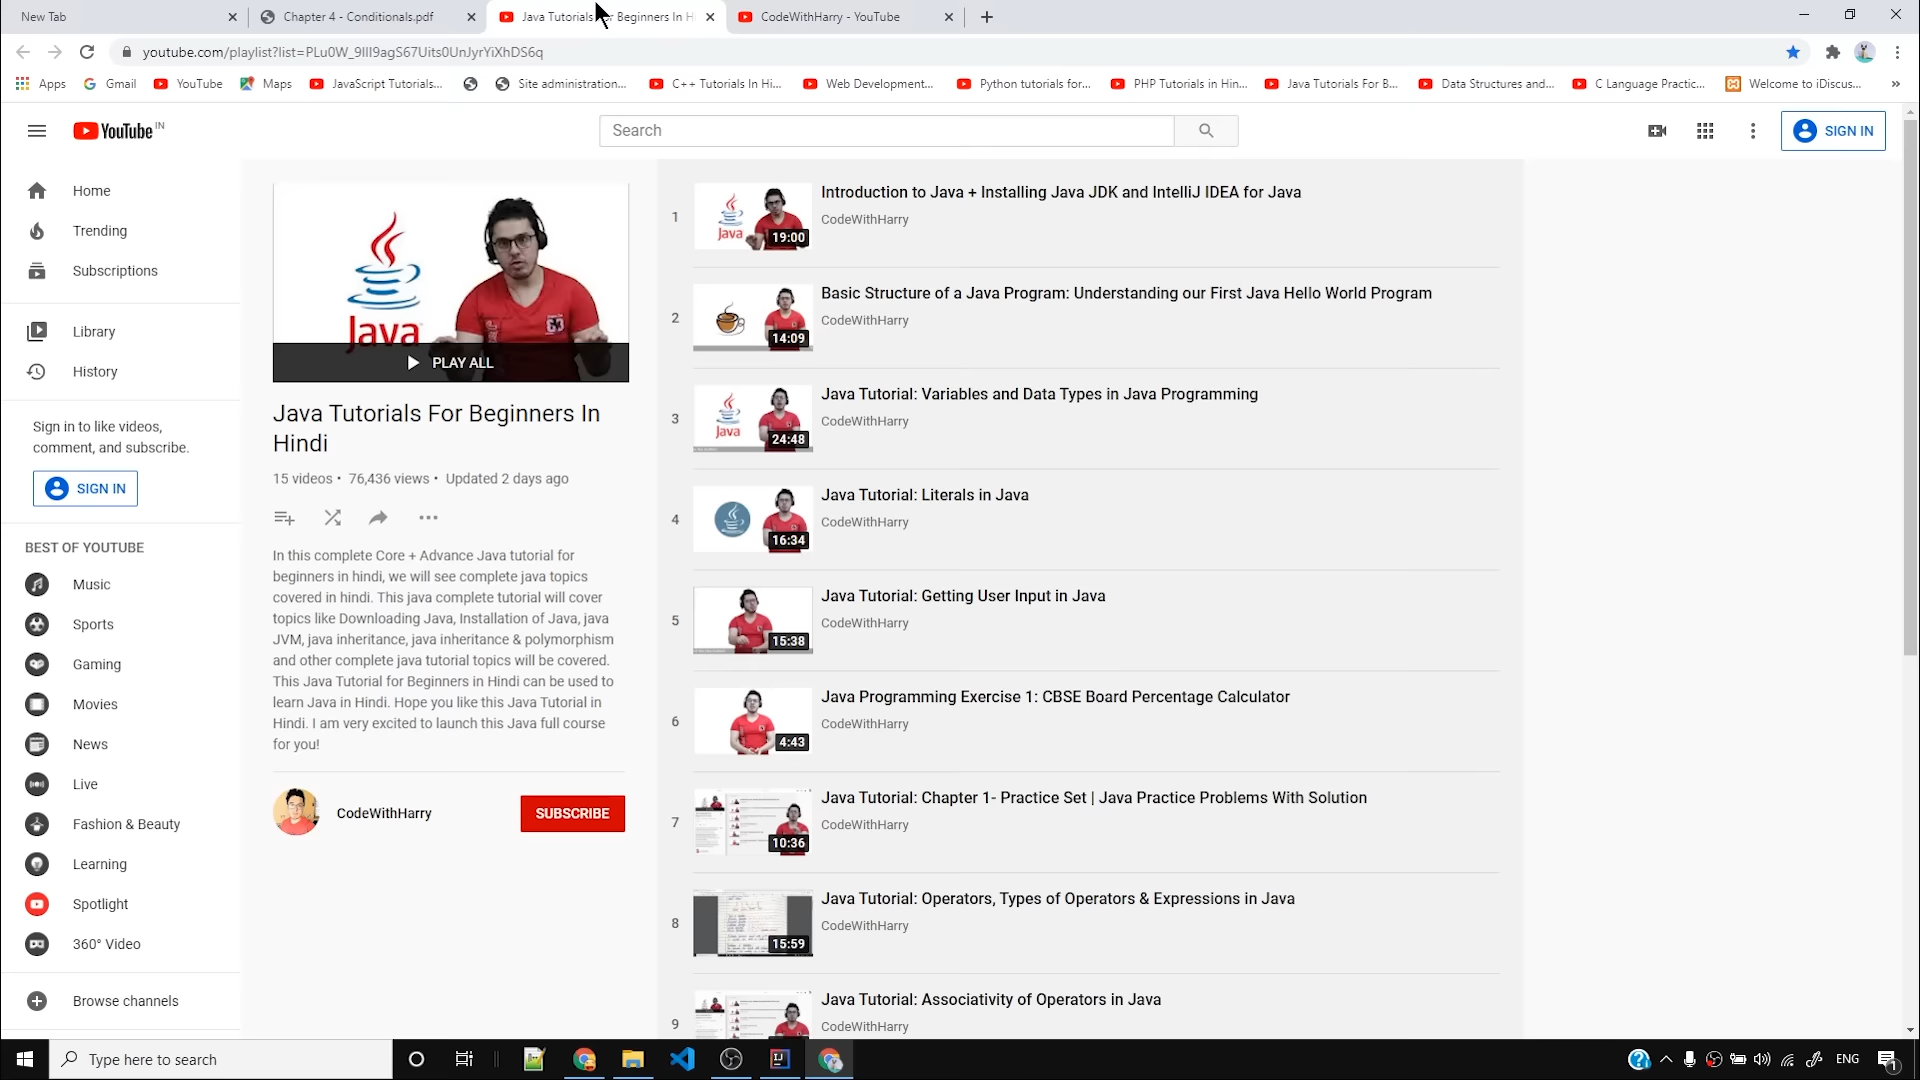 New Tab
Chapter 4 - Conditionals.pdf
Java Tutorials For Beginners In H
CodeWithHarry - YouTube
Apps
Gmail
YouTube
Maps
JavaScript Tutorials...
Site administration...
C++ Tutorials In Hi...
Web Development...
Python tutorials for...
PHP Tutorials in Hin...
Java Tutorials For B...
Data Structures and...
C Language Practic...
Welcome to iDiscus...
YouTube IN
Search
SIGN IN
Home
Trending
Subscriptions
Library
History
Sign in to like videos,
comment, and subscribe.
SIGN IN
BEST OF YOUTUBE
Music
Sports
Gaming
Movies
News
Live
Fashion & Beauty
Learning
Spotlight
360° Video
Browse channels
Java
PLAY ALL
Java Tutorials For Beginners In
Hindi
15 videos • 76,436 views • Updated 2 days ago
In this complete Core + Advance Java tutorial for
beginners in hindi, we will see complete java topics
covered in hindi. This java complete tutorial will cover
topics like Downloading Java, Installation of Java, java
JVM, java inheritance, java inheritance & polymorphism
and other complete java tutorial topics will be covered.
This Java Tutorial for Beginners in Hindi can be used to
learn Java in Hindi. Hope you like this Java Tutorial in
Hindi. I am very excited to launch this Java full course
for you!
CodeWithHarry
SUBSCRIBE
1
Java
19:00
Introduction to Java + Installing Java JDK and IntelliJ IDEA for Java
CodeWithHarry
2
14:09
Basic Structure of a Java Program: Understanding our First Java Hello World Program
CodeWithHarry
3
Java
24:48
Java Tutorial: Variables and Data Types in Java Programming
CodeWithHarry
4
16:34
Java Tutorial: Literals in Java
CodeWithHarry
5
15:38
Java Tutorial: Getting User Input in Java
CodeWithHarry
6
4:43
Java Programming Exercise 1: CBSE Board Percentage Calculator
CodeWithHarry
7
10:36
Java Tutorial: Chapter 1- Practice Set | Java Practice Problems With Solution
CodeWithHarry
8
15:59
Java Tutorial: Operators, Types of Operators & Expressions in Java
CodeWithHarry
9
Java Tutorial: Associativity of Operators in Java
CodeWithHarry
Type here to search
ENG
1